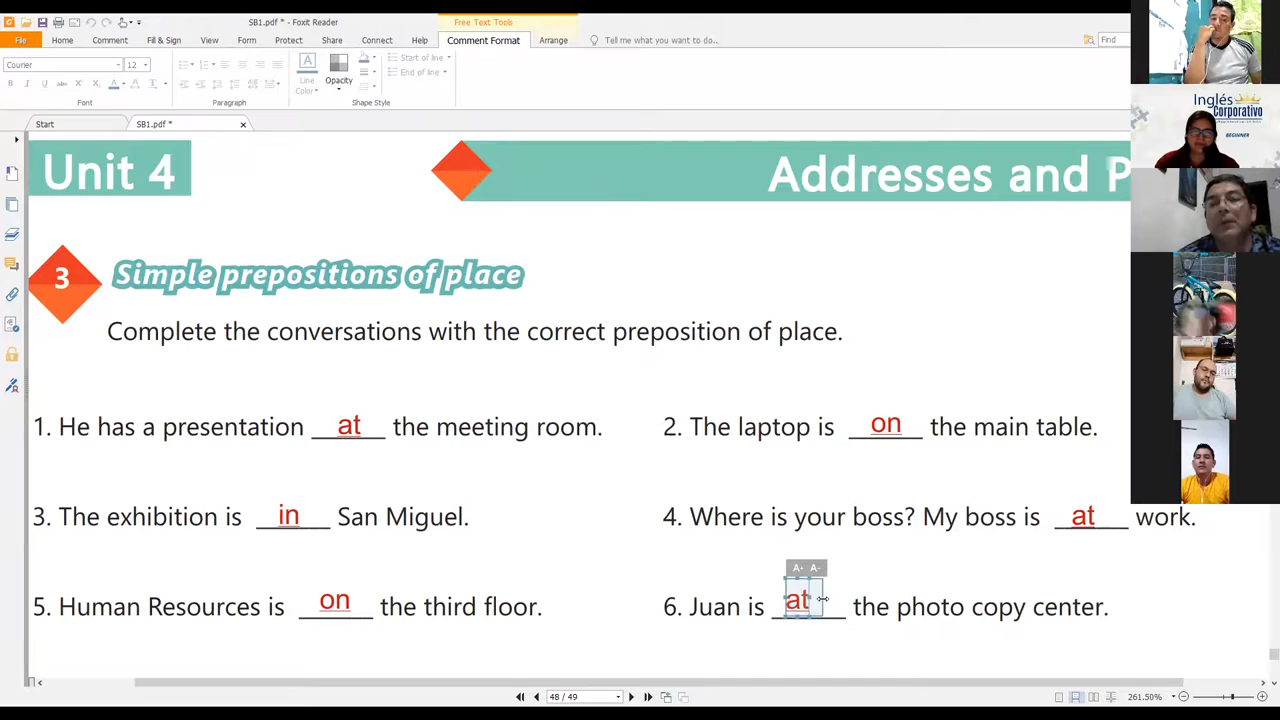 SB1.pdf * - Foxit Reader
Free Text Tools
File Home Comment Fill & Sign View Form Protect Share Connect Help Comment Format Arrange Tell me what you want to do... Find
Courier 12
Line Color
Opacity
Start of line
End of line
Font Paragraph Shape Style
Start SB1.pdf *
Unit 4 Addresses and P
3 Simple prepositions of place
Complete the conversations with the correct preposition of place.
1. He has a presentation at the meeting room. 2. The laptop is on the main table.
3. The exhibition is in San Miguel. 4. Where is your boss? My boss is at work.
A+ A-
5. Human Resources is on the third floor. 6. Juan is at the photo copy center.
48 / 49 261.50%
Inglés
Corporativo
BEGINNER